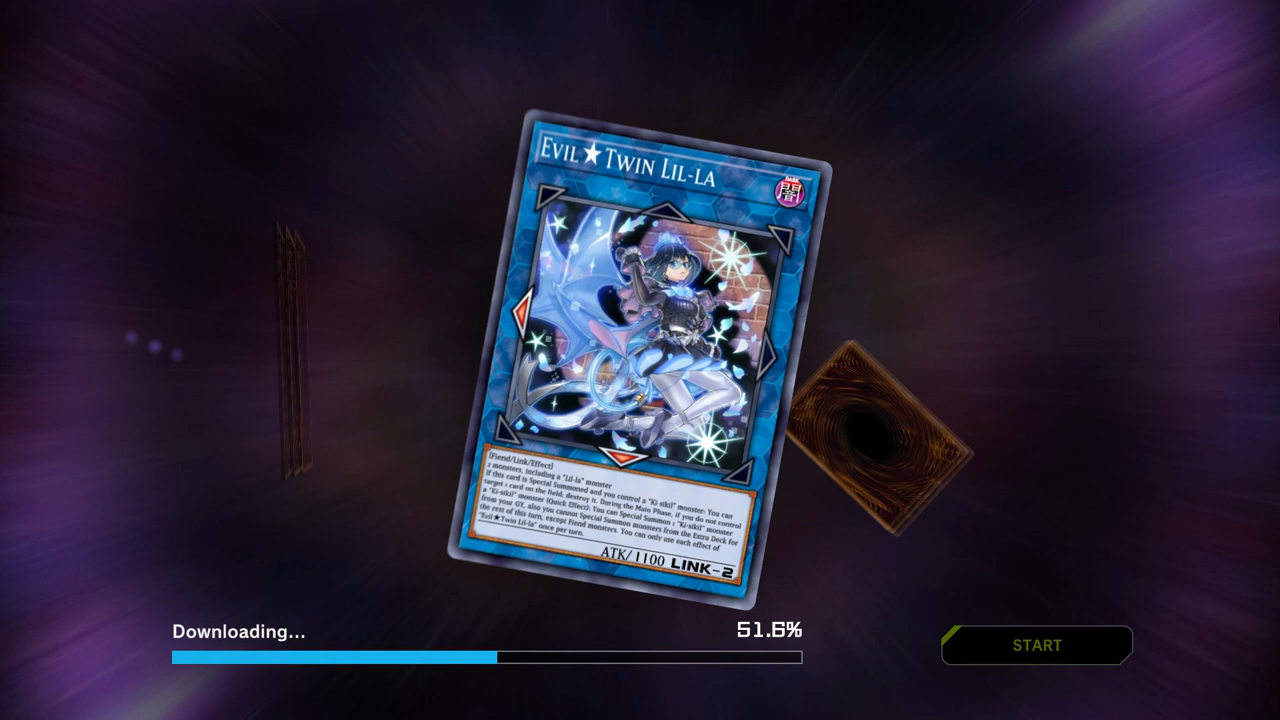 EVIL★TWIN LIL-LA
DARK
闇
[Fiend/Link/Effect]
2 monsters, including a "Lil-la" monster
If this card is Special Summoned and you control a "Ki-sikil" monster: You can
target 1 card on the field, destroy it. During the Main Phase, if you do not control
a "Ki-sikil" monster (Quick Effect): You can Special Summon 1 "Ki-sikil" monster
from your GY, also you cannot Special Summon monsters from the Extra Deck for
the rest of this turn, except Fiend monsters. You can only use each effect of
"Evil★Twin Lil-la" once per turn.
ATK/1100 LINK-2
Downloading...
51.6%
START